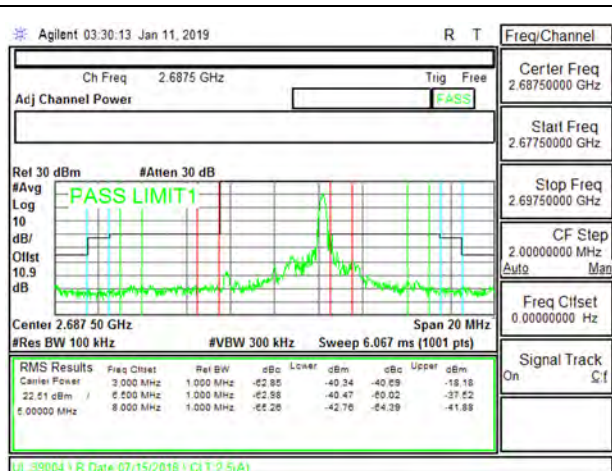 Agilent 03:30:13 Jan 11, 2019 R T
Ch Freq 2.6875 GHz Trig Free
Adj Channel Power PASS
Ref 30 dBm #Atten 30 dB
#Avg
Log
10
dB/
Offst
10.9
dB
PASS LIMIT1
Center 2.687 50 GHz Span 20 MHz
#Res BW 100 kHz #VBW 300 kHz Sweep 6.067 ms (1001 pts)
RMS Results Freq Offset Ref BW dBc Lower dBm dBc Upper dBm
Carrier Power 3.000 MHz 1.000 MHz -62.85 -40.34 -40.69 -18.18
22.51 dBm / 6.500 MHz 1.000 MHz -62.98 -40.47 -60.02 -37.52
5.00000 MHz 8.000 MHz 1.000 MHz -65.26 -42.76 -64.39 -41.88
Freq/Channel
Center Freq
2.68750000 GHz
Start Freq
2.67750000 GHz
Stop Freq
2.69750000 GHz
CF Step
2.00000000 MHz
Auto Man
Freq Offset
0.00000000 Hz
Signal Track
On Off